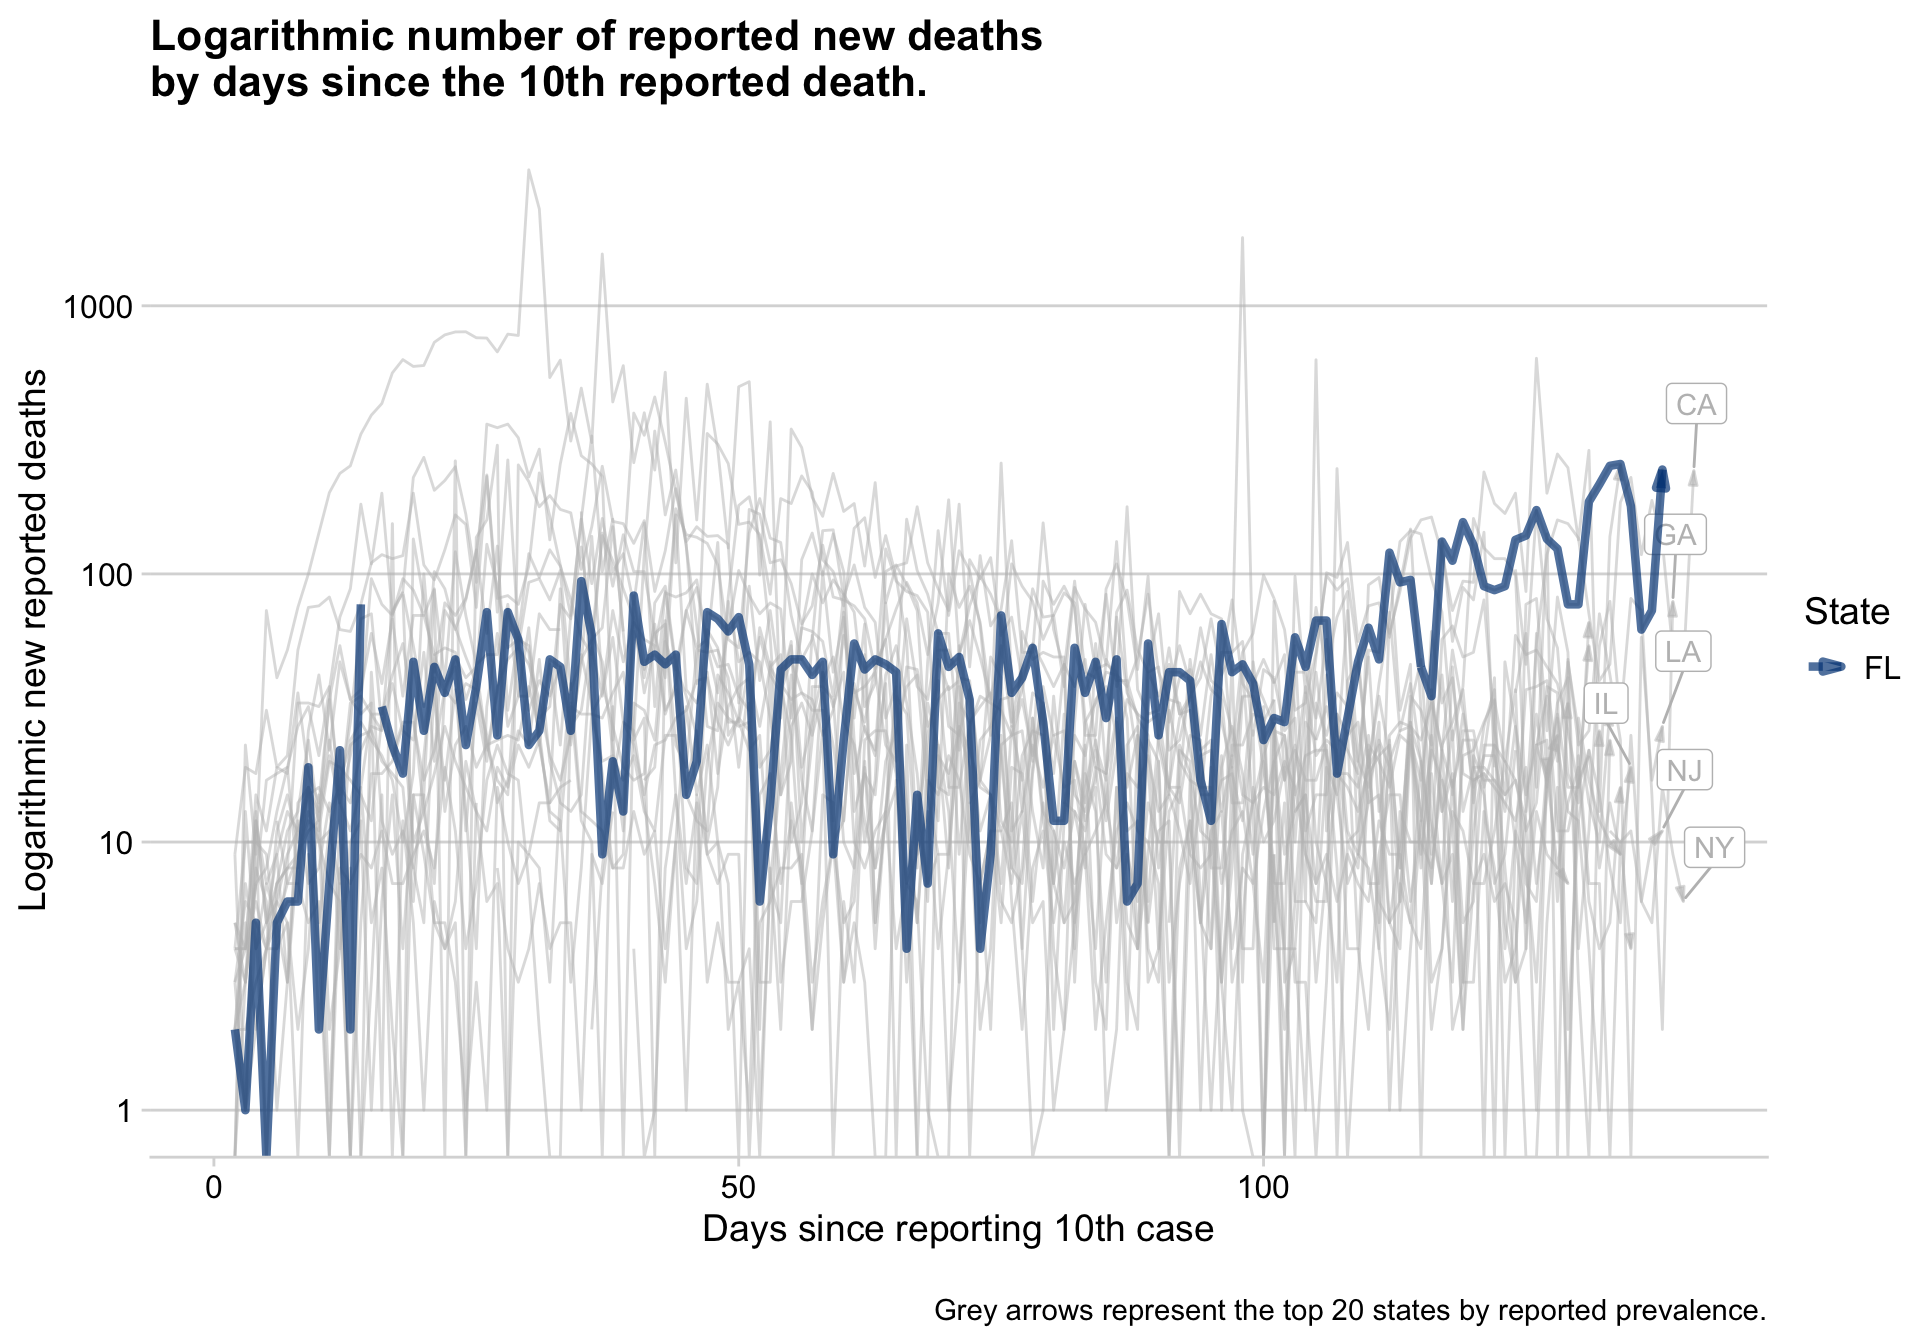 Logarithmic number of reported new deaths
by days since the 10th reported death.
Logarithmic new reported deaths
1000
100
10
1
CA
GA
LA
IL
NJ
NY
State
FL
0
50
100
Days since reporting 10th case
Grey arrows represent the top 20 states by reported prevalence.